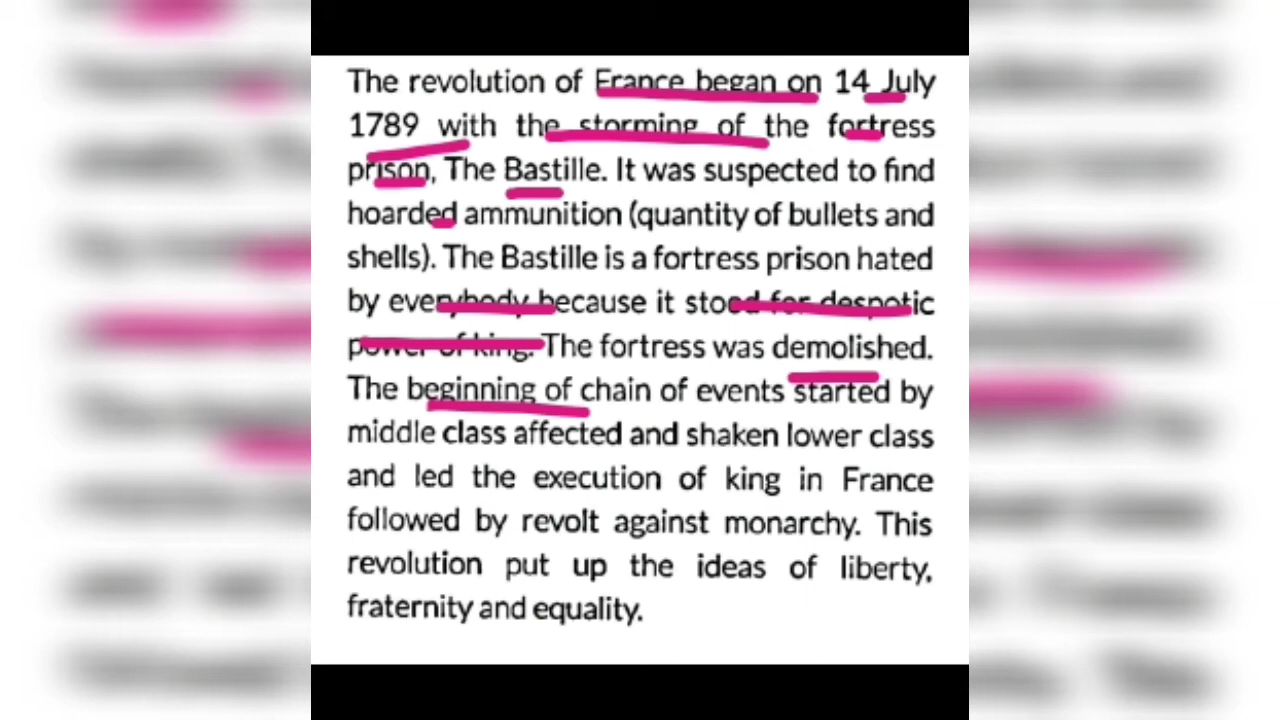 The revolution of France began on 14 July
1789 with the storming of the fortress
prison, The Bastille. It was suspected to find
hoarded ammunition (quantity of bullets and
shells). The Bastille is a fortress prison hated
by everybody because it stood for despotic
power of king. The fortress was demolished.
The beginning of chain of events started by
middle class affected and shaken lower class
and led the execution of king in France
followed by revolt against monarchy. This
revolution put up the ideas of liberty,
fraternity and equality.